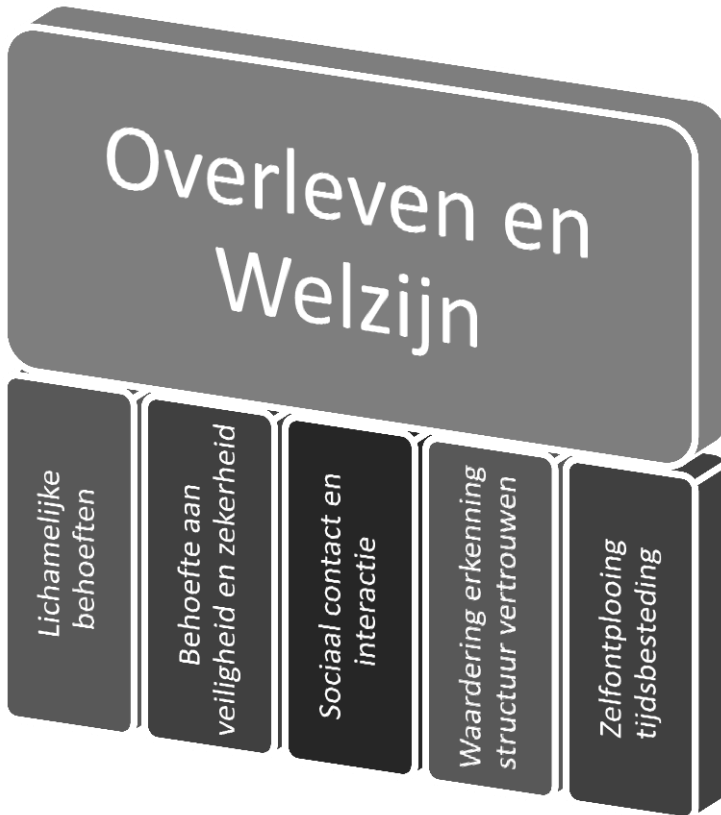 Overleven en
Welzijn
Lichamelijke
behoeften
Behoefte aan
veiligheid en zekerheid
Sociaal contact en
interactie
Waardering erkenning
structuur vertrouwen
Zelfontplooing
tijdsbesteding